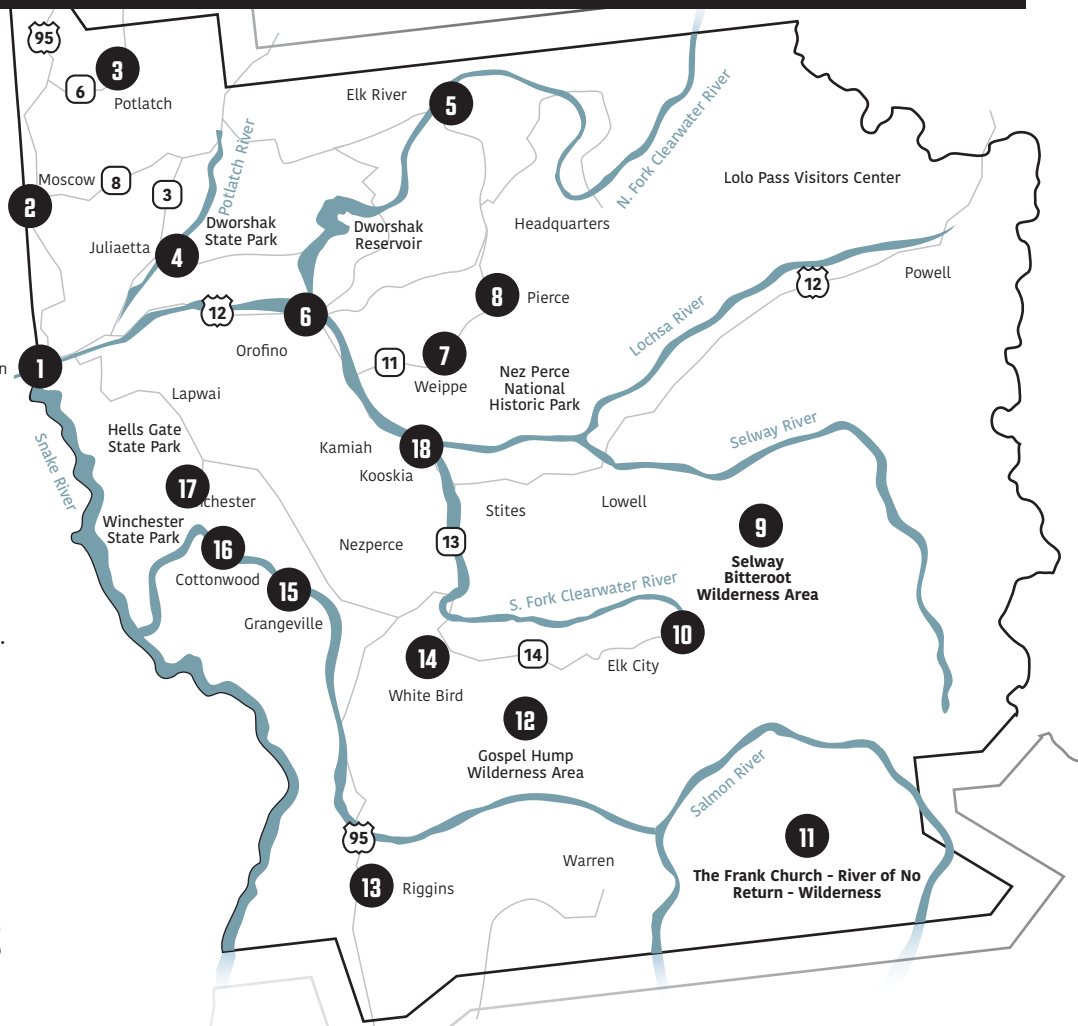 95
3
6
Potlatch
Elk River
5
N. Fork Clearwater River
Potlatch River
Moscow
8
3
2
Lolo Pass Visitors Center
Juliaetta
4
Dworshak
State Park
Dworshak
Reservoir
Headquarters
Powell
12
8
Pierce
12
6
Orofino
Lochsa River
11
7
Weippe
n
1
Lapwai
Nez Perce
National
Historic Park
Hells Gate
State Park
Snake River
Kamiah
18
Kooskia
Selway River
17
chester
Winchester
State Park
Stites
Lowell
9
Selway
Bitteroot
Wilderness Area
16
Cottonwood
Nezperce
13
15
Grangeville
S. Fork Clearwater River
10
Elk City
14
14
White Bird
12
Gospel Hump
Wilderness Area
Salmon River
95
11
The Frank Church - River of No
Return - Wilderness
Warren
13
Riggins